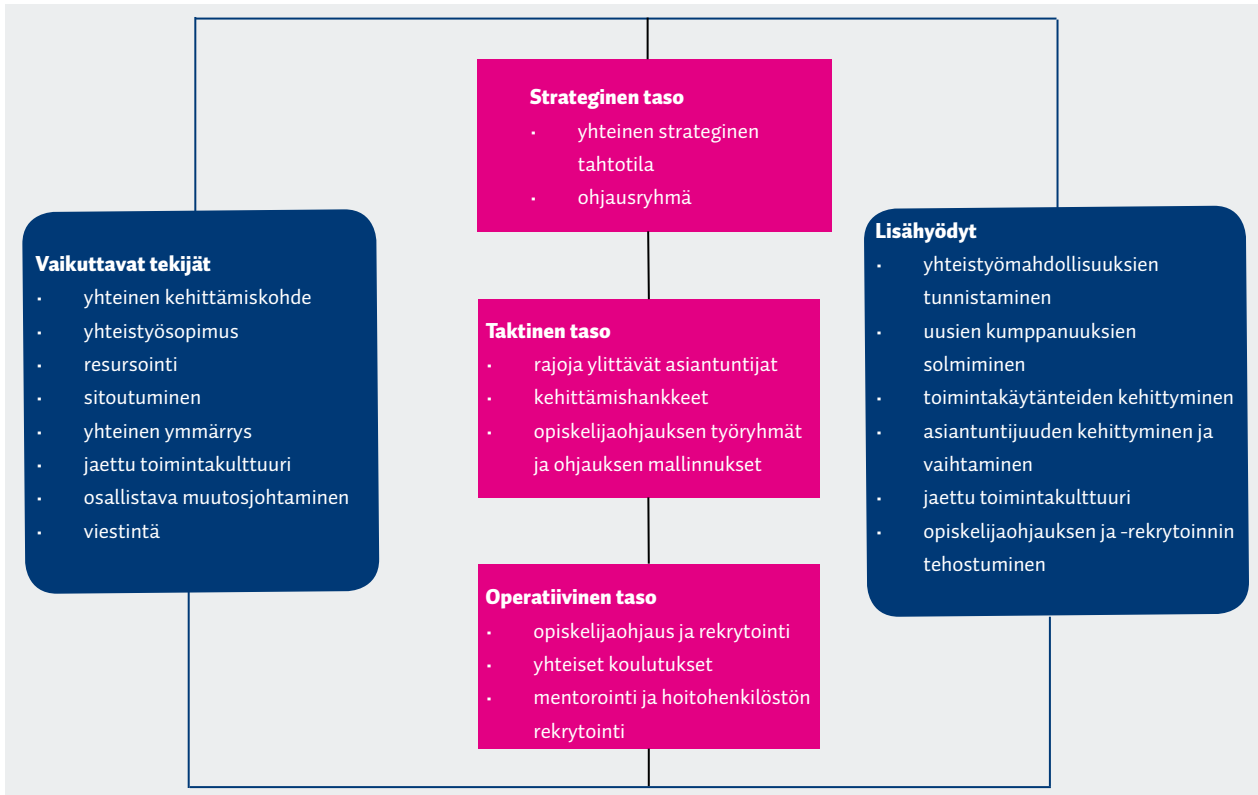 Strateginen taso
· yhteinen strateginen
tahtotila
· ohjausryhmä
Vaikuttavat tekijät
· yhteinen kehittämiskohde
· yhteistyösopimus
· resursointi
· sitoutuminen
· yhteinen ymmärrys
· jaettu toimintakulttuuri
· osallistava muutosjohtaminen
· viestintä
Taktinen taso
· rajoja ylittävät asiantuntijat
· kehittämishankkeet
· opiskelijaohjauksen työryhmät
ja ohjauksen mallinnukset
Operatiivinen taso
· opiskelijaohjaus ja rekrytointi
· yhteiset koulutukset
· mentorointi ja hoitohenkilöstön
rekrytointi
Lisähyödyt
· yhteistyömahdollisuuksien
tunnistaminen
· uusien kumppanuuksien
solmiminen
· toimintakäytänteiden kehittyminen
· asiantuntijuuden kehittyminen ja
vaihtaminen
· jaettu toimintakulttuuri
· opiskelijaohjauksen ja -rekrytoinnin
tehostuminen